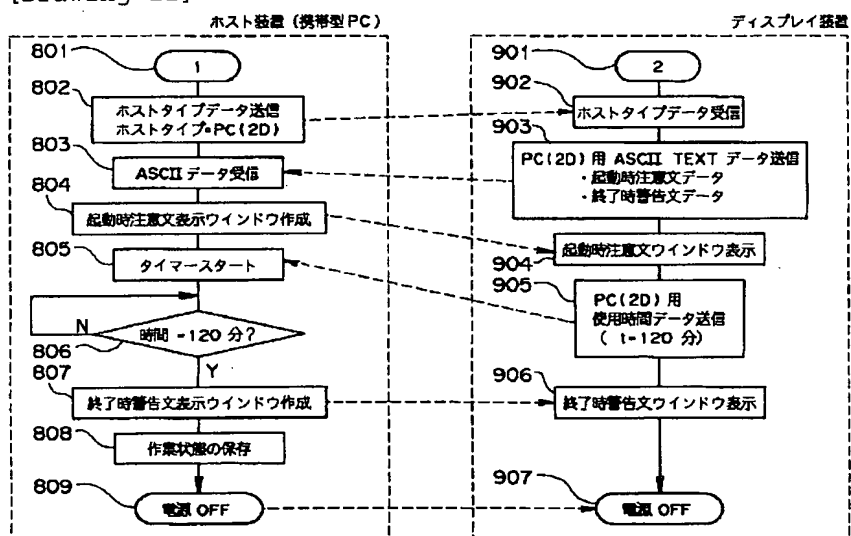 ホスト装置 (携帯型PC)
801
1
802
ホストタイプデータ送信
ホストタイプ=PC(2D)
803
ASCII データ受信
804
起動時注意文表示ウインドウ作成
805
タイマースタート
N
時間 =120 分?
806
Y
807
終了時警告文表示ウインドウ作成
808
作業状態の保存
809
電源 OFF
ディスプレイ装置
901
2
902
ホストタイプデータ受信
903
PC(2D)用 ASCII TEXT データ送信
・起動時注意文データ
・終了時警告文データ
起動時注意文ウインドウ表示
904
905
PC(2D)用
使用時間データ送信
( t=120 分)
906
終了時警告文ウインドウ表示
907
電源 OFF